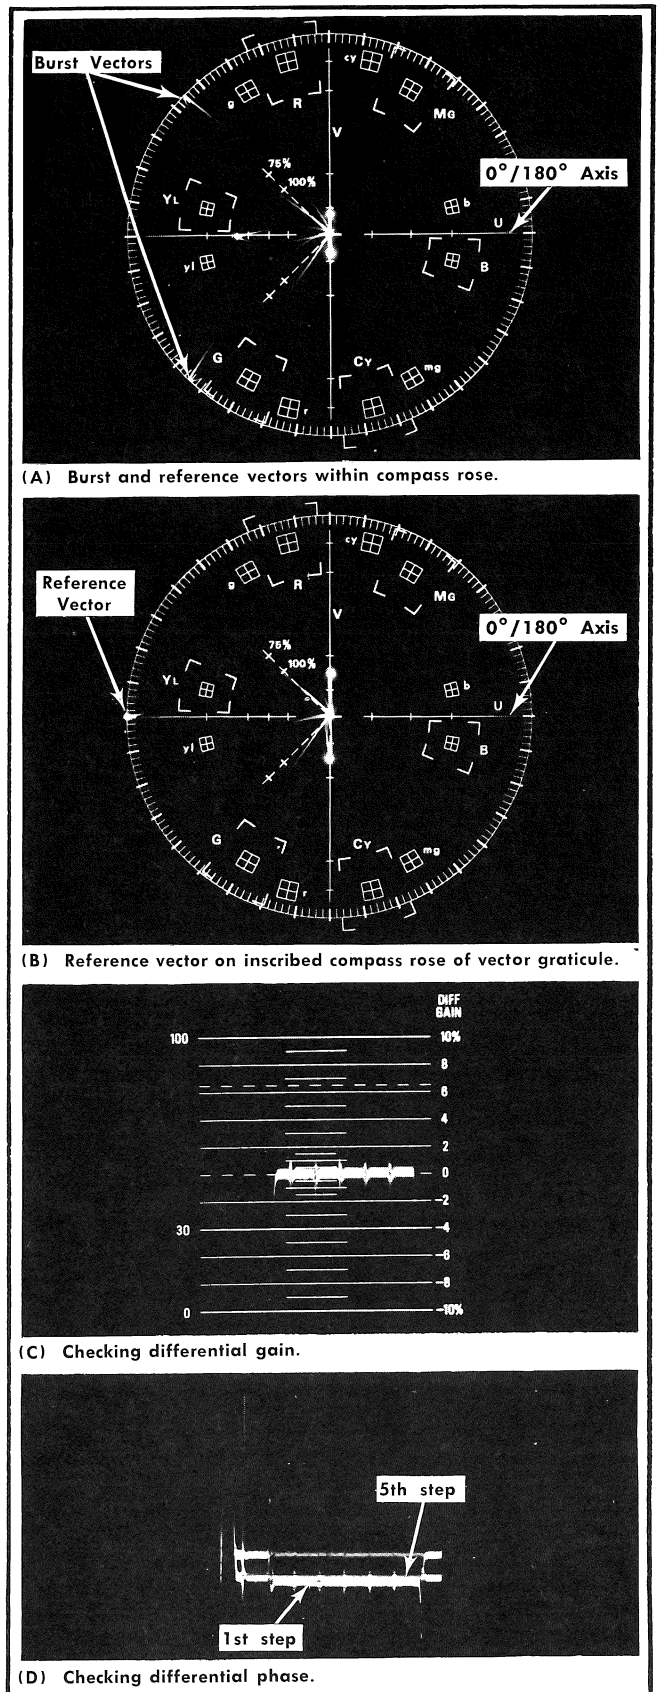 Burst Vectors
cy
g
R
MG
V
75%
100%
0°/180° Axis
YL
b
U
yl
B
G
CY
mg
r
(A) Burst and reference vectors within compass rose.
cy
g
R
MG
Reference
Vector
V
0°/180° Axis
75%
100%
YL
b
U
yl
B
G
CY
mg
r
(B) Reference vector on inscribed compass rose of vector graticule.
DIFF
GAIN
100
10%
8
6
4
2
0
-2
30
-4
-6
-8
0
-10%
(C) Checking differential gain.
5th step
1st step
(D) Checking differential phase.